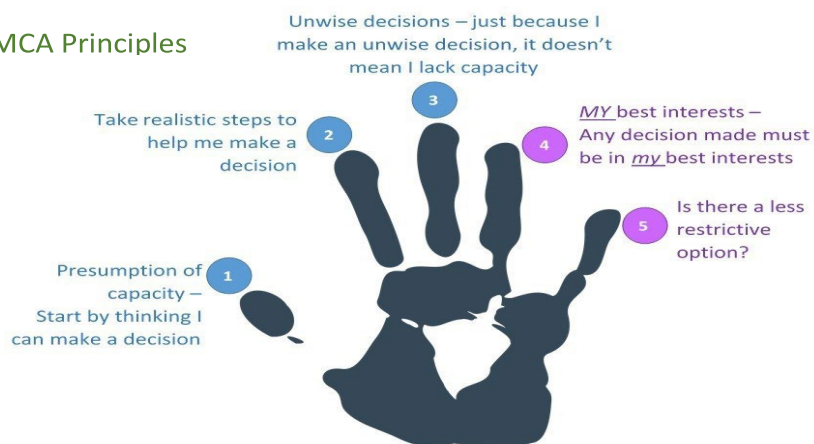 MCA Principles
Unwise decisions – just because I
make an unwise decision, it doesn't
mean I lack capacity
3
Take realistic steps to
help me make a
decision
2
MY best interests –
Any decision made must
be in my best interests
4
Is there a less
restrictive
option?
5
Presumption of
capacity –
Start by thinking I
can make a decision
1